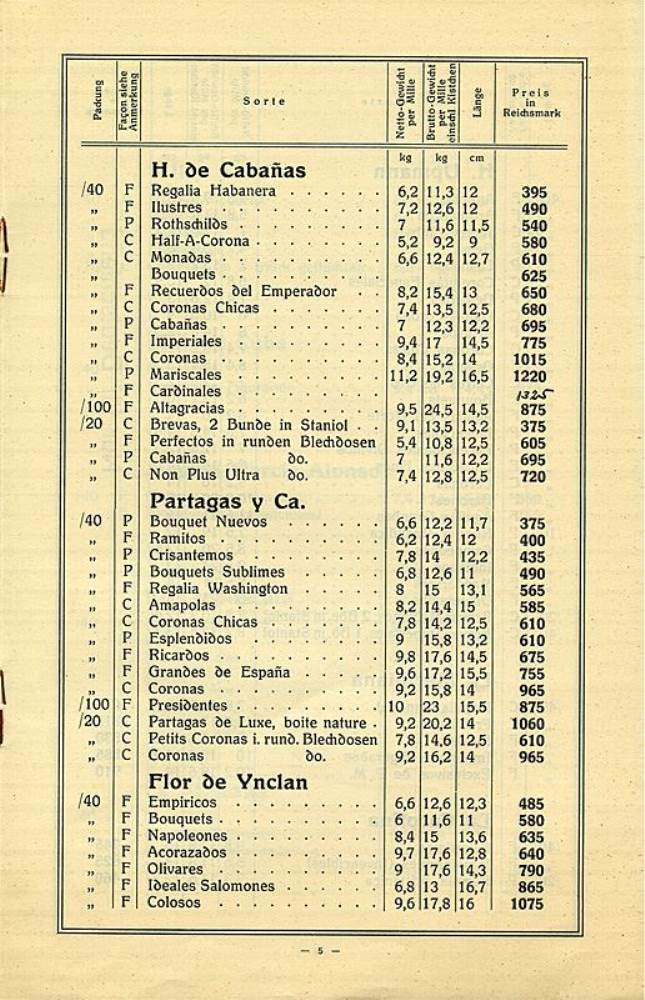 Packung Façon siehe Anmerkung Sorte Netto-Gewicht per Mille Brutto-Gewicht per Mille einschl Kistchen Länge Preis in Reichsmark
kg kg cm
H. de Cabañas
/40 F Regalia Habanera . . . . . . 6,2 11,3 12 395
„ F Ilustres . . . . . . . . . . 7,2 12,6 12 490
„ P Rothschilds . . . . . . . . . 7 11,6 11,5 540
„ C Half-A-Corona . . . . . . . . 5,2 9,2 9 580
„ C Monadas . . . . . . . . . 6,6 12,4 12,7 610
„ Bouquets . . . . . . . . . . 625
„ F Recuerdos del Emperador . . 8,2 15,4 13 650
„ C Coronas Chicas . . . . . . . 7,4 13,5 12,5 680
„ P Cabañas . . . . . . . . . . 7 12,3 12,2 695
„ F Imperiales . . . . . . . . . 9,4 17 14,5 775
„ C Coronas . . . . . . . . . . 8,4 15,2 14 1015
„ P Mariscales . . . . . . . . . 11,2 19,2 16,5 1220
„ F Cardinales . . . . . . . . . 1325
/100 F Altagracias . . . . . . . . . 9,5 24,5 14,5 875
/20 C Brevas, 2 Bunde in Staniol . . 9,1 13,5 13,2 375
„ F Perfectos in runden Blechdosen 5,4 10,8 12,5 605
„ P Cabañas do. 7 11,6 12,2 695
„ C Non Plus Ultra do. 7,4 12,8 12,5 720
Partagas y Ca.
/40 P Bouquet Nuevos . . . . . . 6,6 12,2 11,7 375
„ F Ramitos . . . . . . . . . . 6,2 12,4 12 400
„ P Crisantemos . . . . . . . . 7,8 14 12,2 435
„ P Bouquets Sublimes . . . . . . 6,8 12,6 11 490
„ F Regalia Washington . . . . . 8 15 13,1 565
„ C Amapolas . . . . . . . . . 8,2 14,4 15 585
„ C Coronas Chicas . . . . . . . 7,8 14,2 12,5 610
„ P Esplendidos . . . . . . . . 9 15,8 13,2 610
„ F Ricardos . . . . . . . . . . 9,8 17,6 14,5 675
„ F Grandes de España . . . . . 9,6 17,2 15,5 755
„ C Coronas . . . . . . . . . . 9,2 15,8 14 965
/100 F Presidentes . . . . . . . . . 10 23 15,5 875
/20 C Partagas de Luxe, boite nature . 9,2 20,2 14 1060
„ C Petits Coronas i. rund. Blechdosen 7,8 14,6 12,5 610
„ C Coronas do. 9,2 16,2 14 965
Flor de Ynclan
/40 F Empiricos . . . . . . . . . 6,6 12,6 12,3 485
„ F Bouquets . . . . . . . . . . 6 11,6 11 580
„ F Napoleones . . . . . . . . . 8,4 15 13,6 635
„ F Acorazados . . . . . . . . . 9,7 17,6 12,8 640
„ F Olivares . . . . . . . . . . 9 17,6 14,3 790
„ F Ideales Salomones . . . . . . 6,8 13 16,7 865
„ F Colosos . . . . . . . . . . 9,6 17,8 16 1075
— 5 —